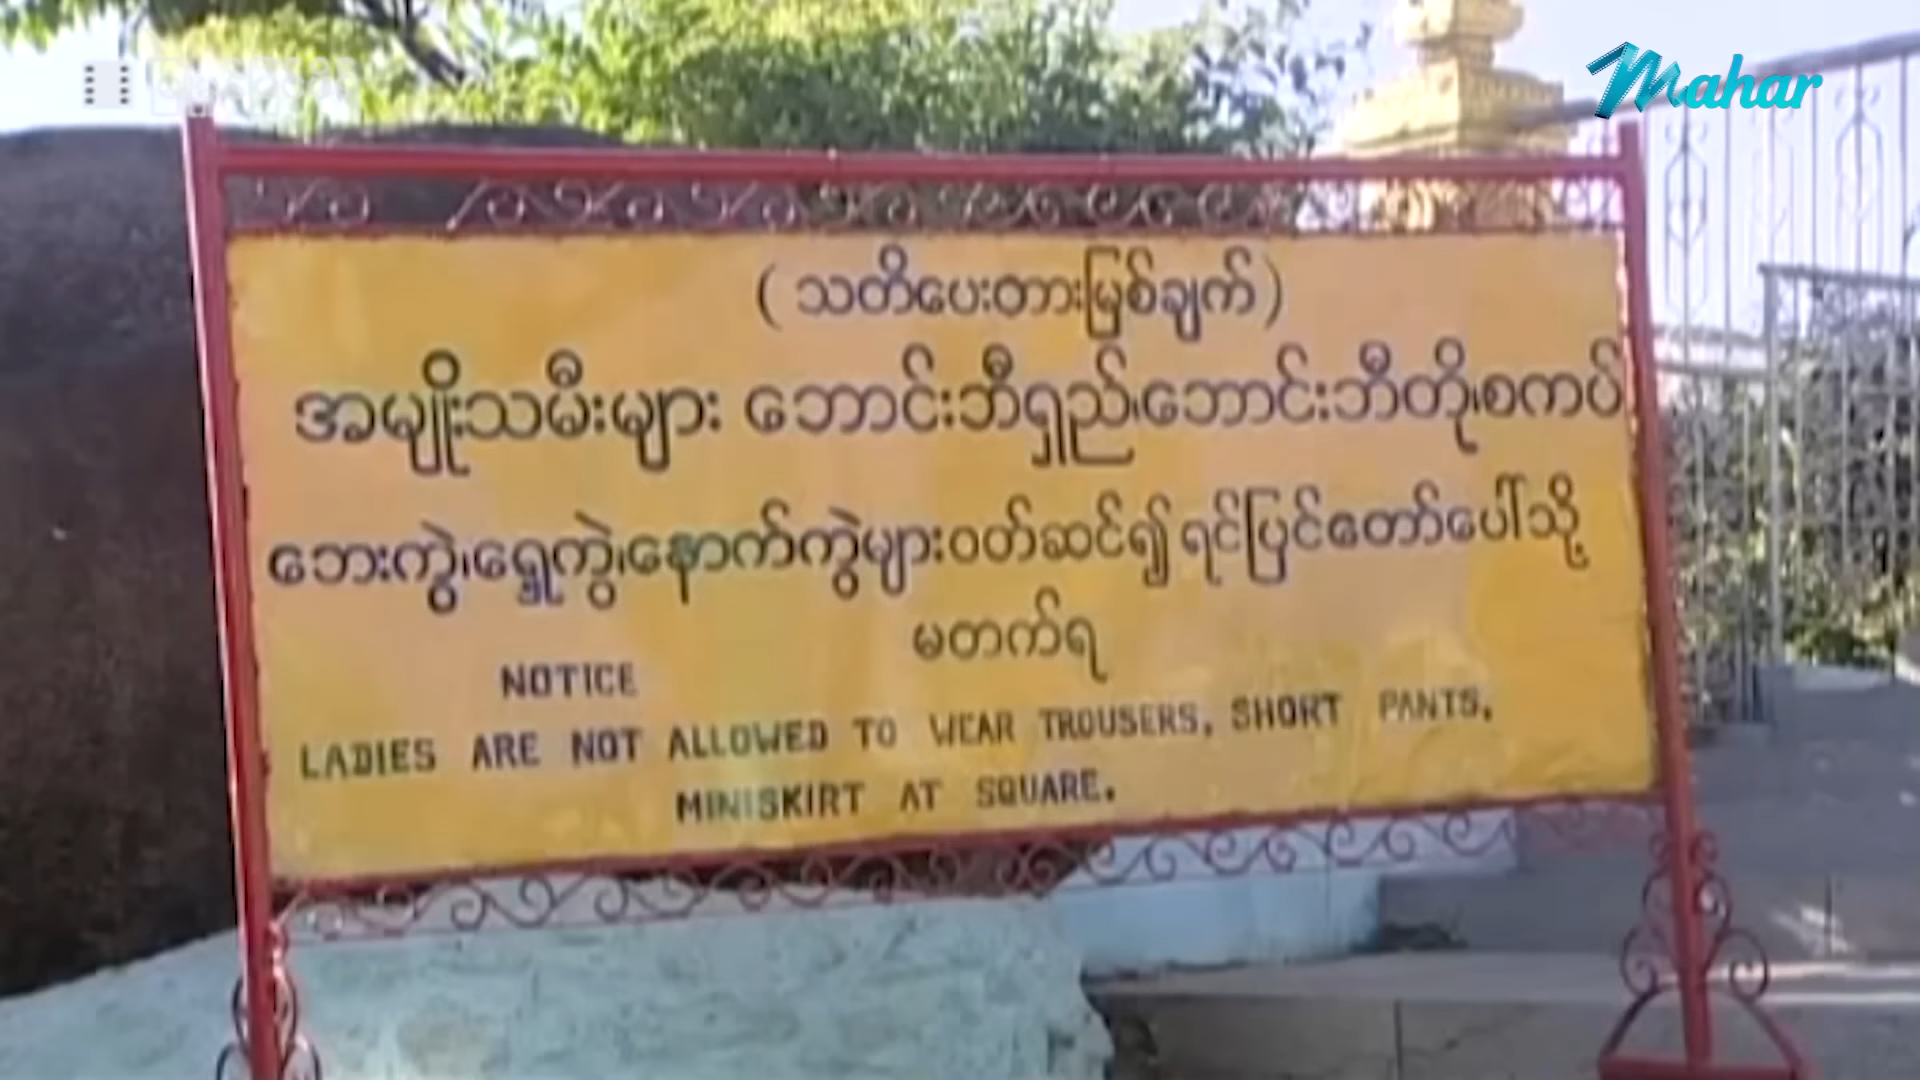 Mahar
(သတိပေးတားမြစ်ချက်)
အမျိုးသမီးများ ဘောင်းဘီရှည်၊ဘောင်းဘီတို၊စကပ်
ဘေးကွဲ၊ရှေ့ကွဲ၊နောက်ကွဲများဝတ်ဆင်၍ ရင်ပြင်တော်ပေါ်သို့
မတက်ရ
NOTICE
LADIES ARE NOT ALLOWED TO WEAR TROUSERS, SHORT PANTS,
MINISKIRT AT SQUARE.